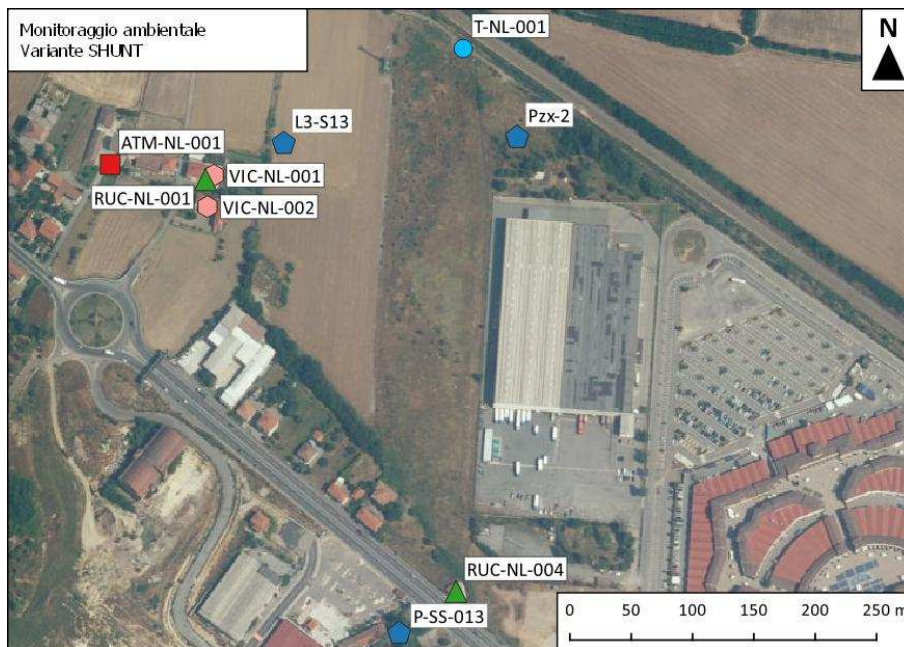 Monitoraggio ambientale
Variante SHUNT
T-NL-001
N
L3-S13
Pzx-2
ATM-NL-001
VIC-NL-001
RUC-NL-001
VIC-NL-002
RUC-NL-004
P-SS-013
0 50 100 150 200 250 m